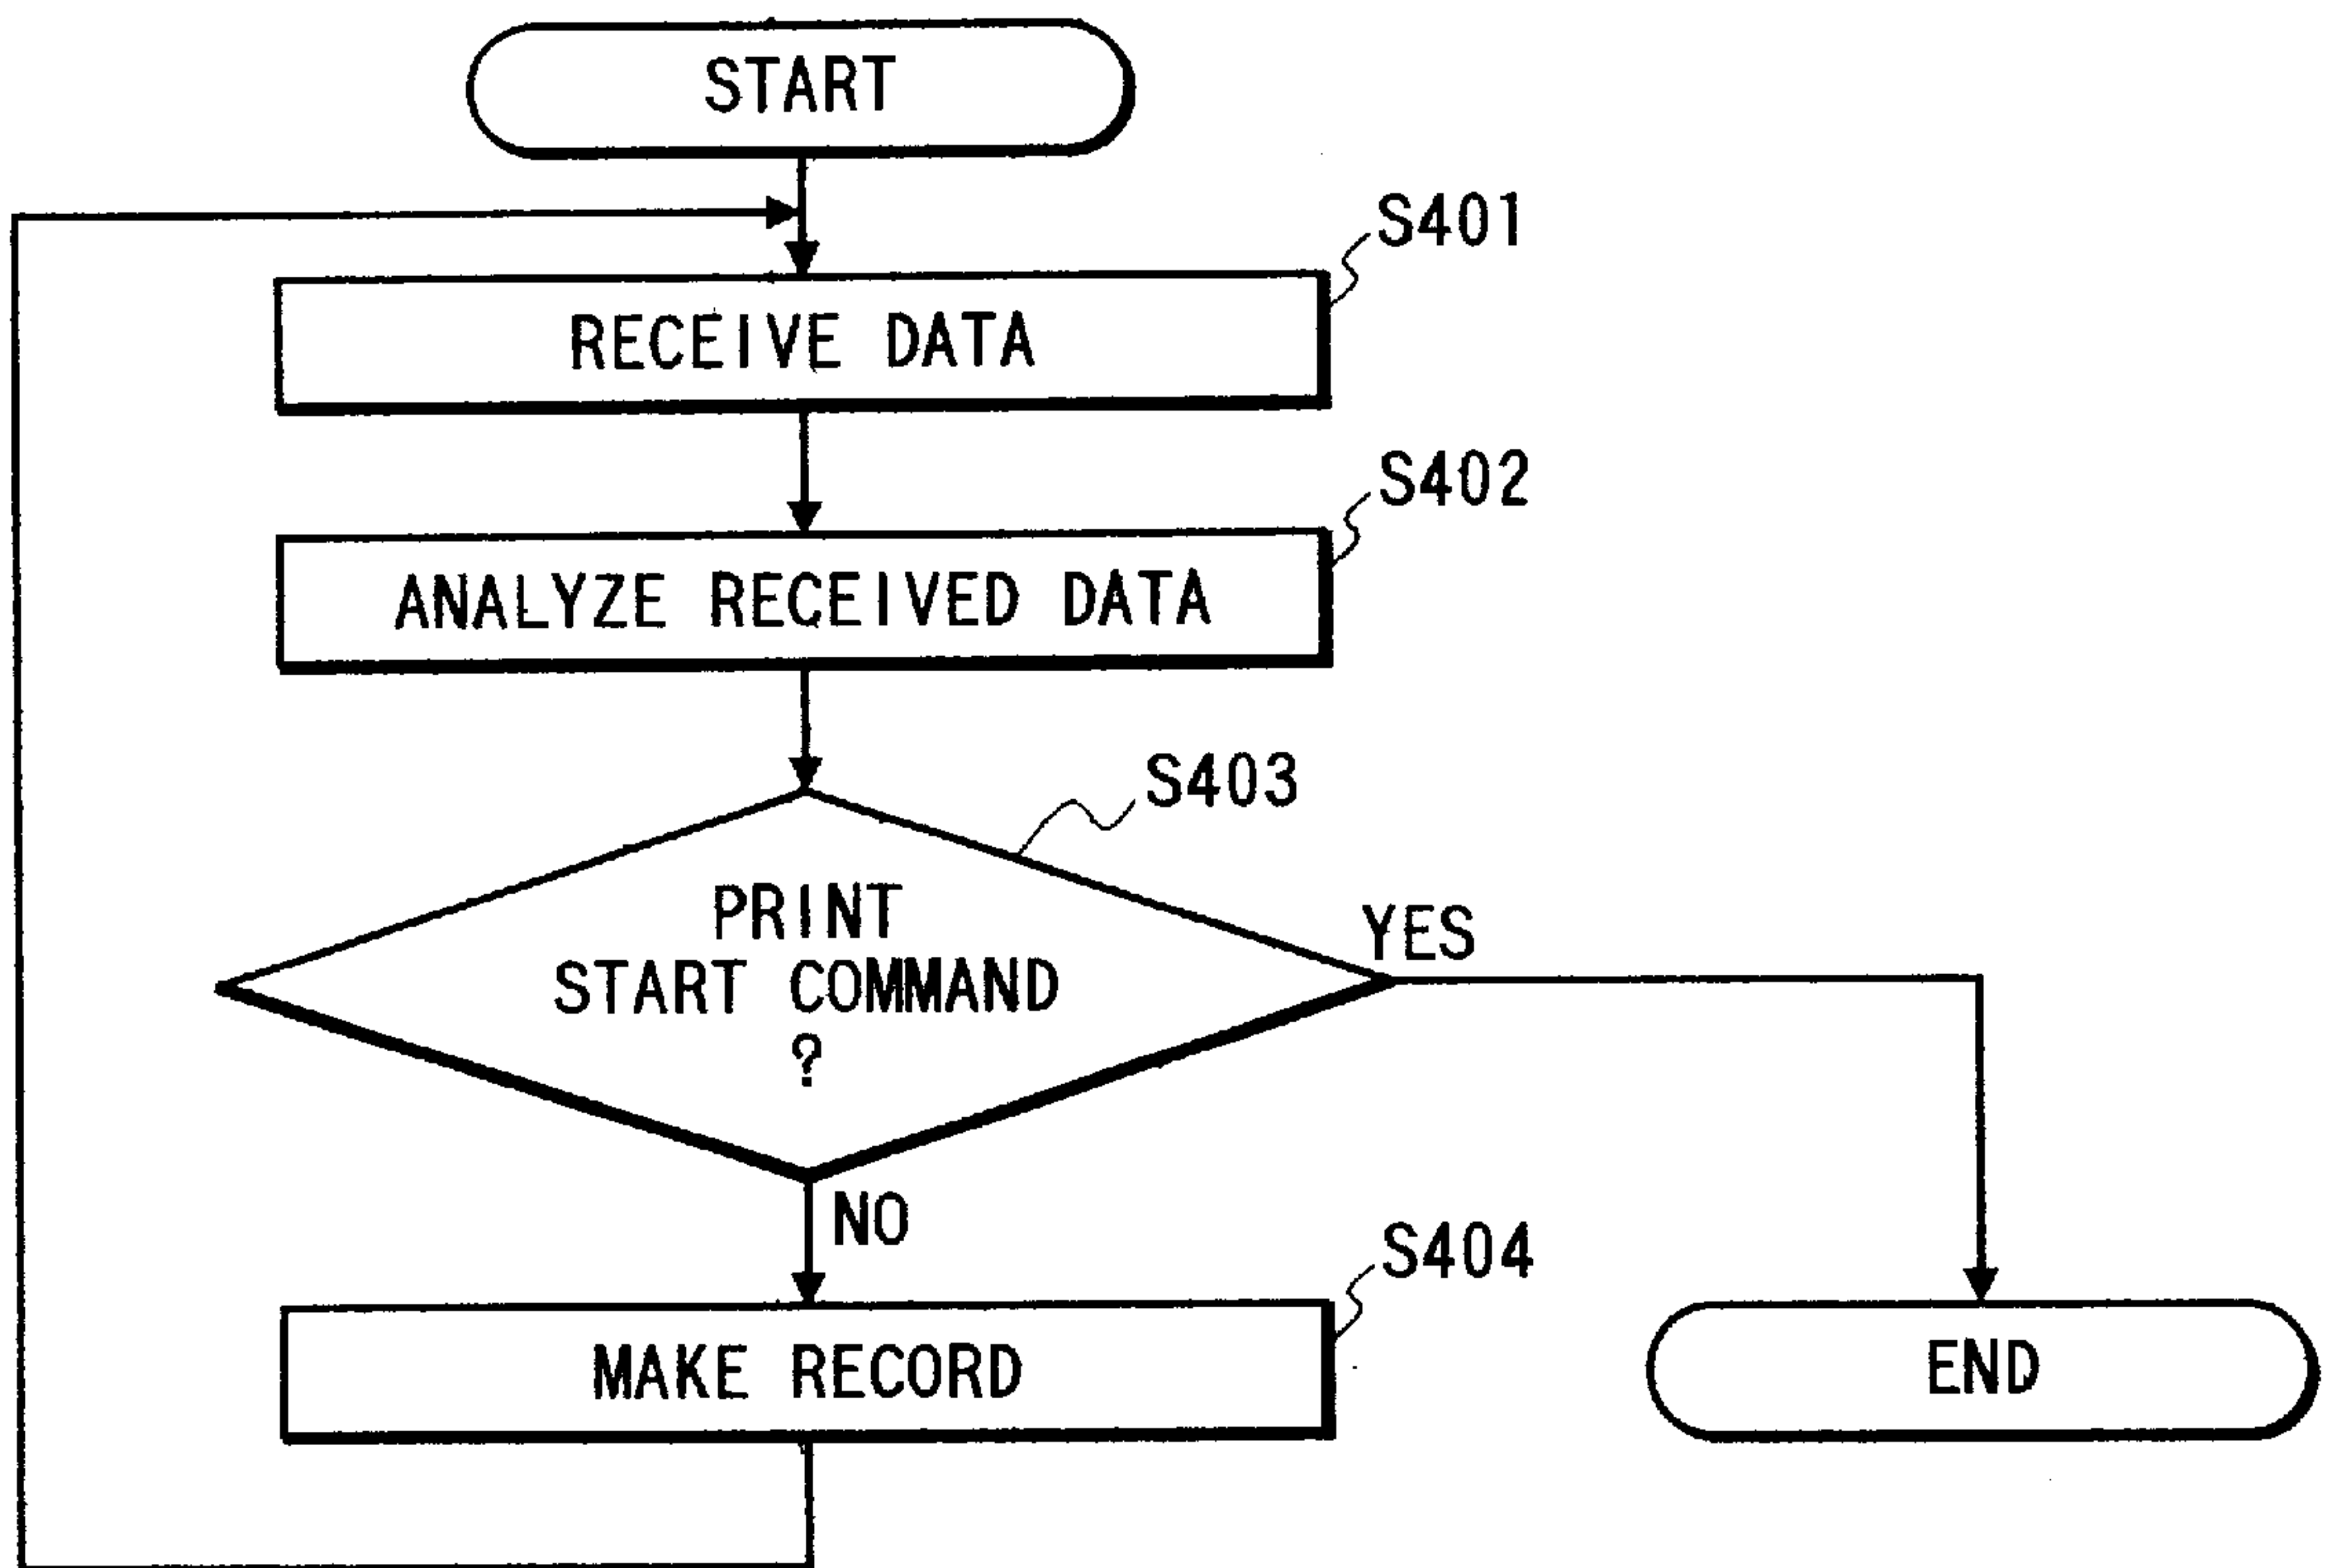 START
S401
RECEIVE DATA
S402
ANALYZE RECEIVED DATA
S403
PRINT
START COMMAND
?
YES
NO
S404
MAKE RECORD
END